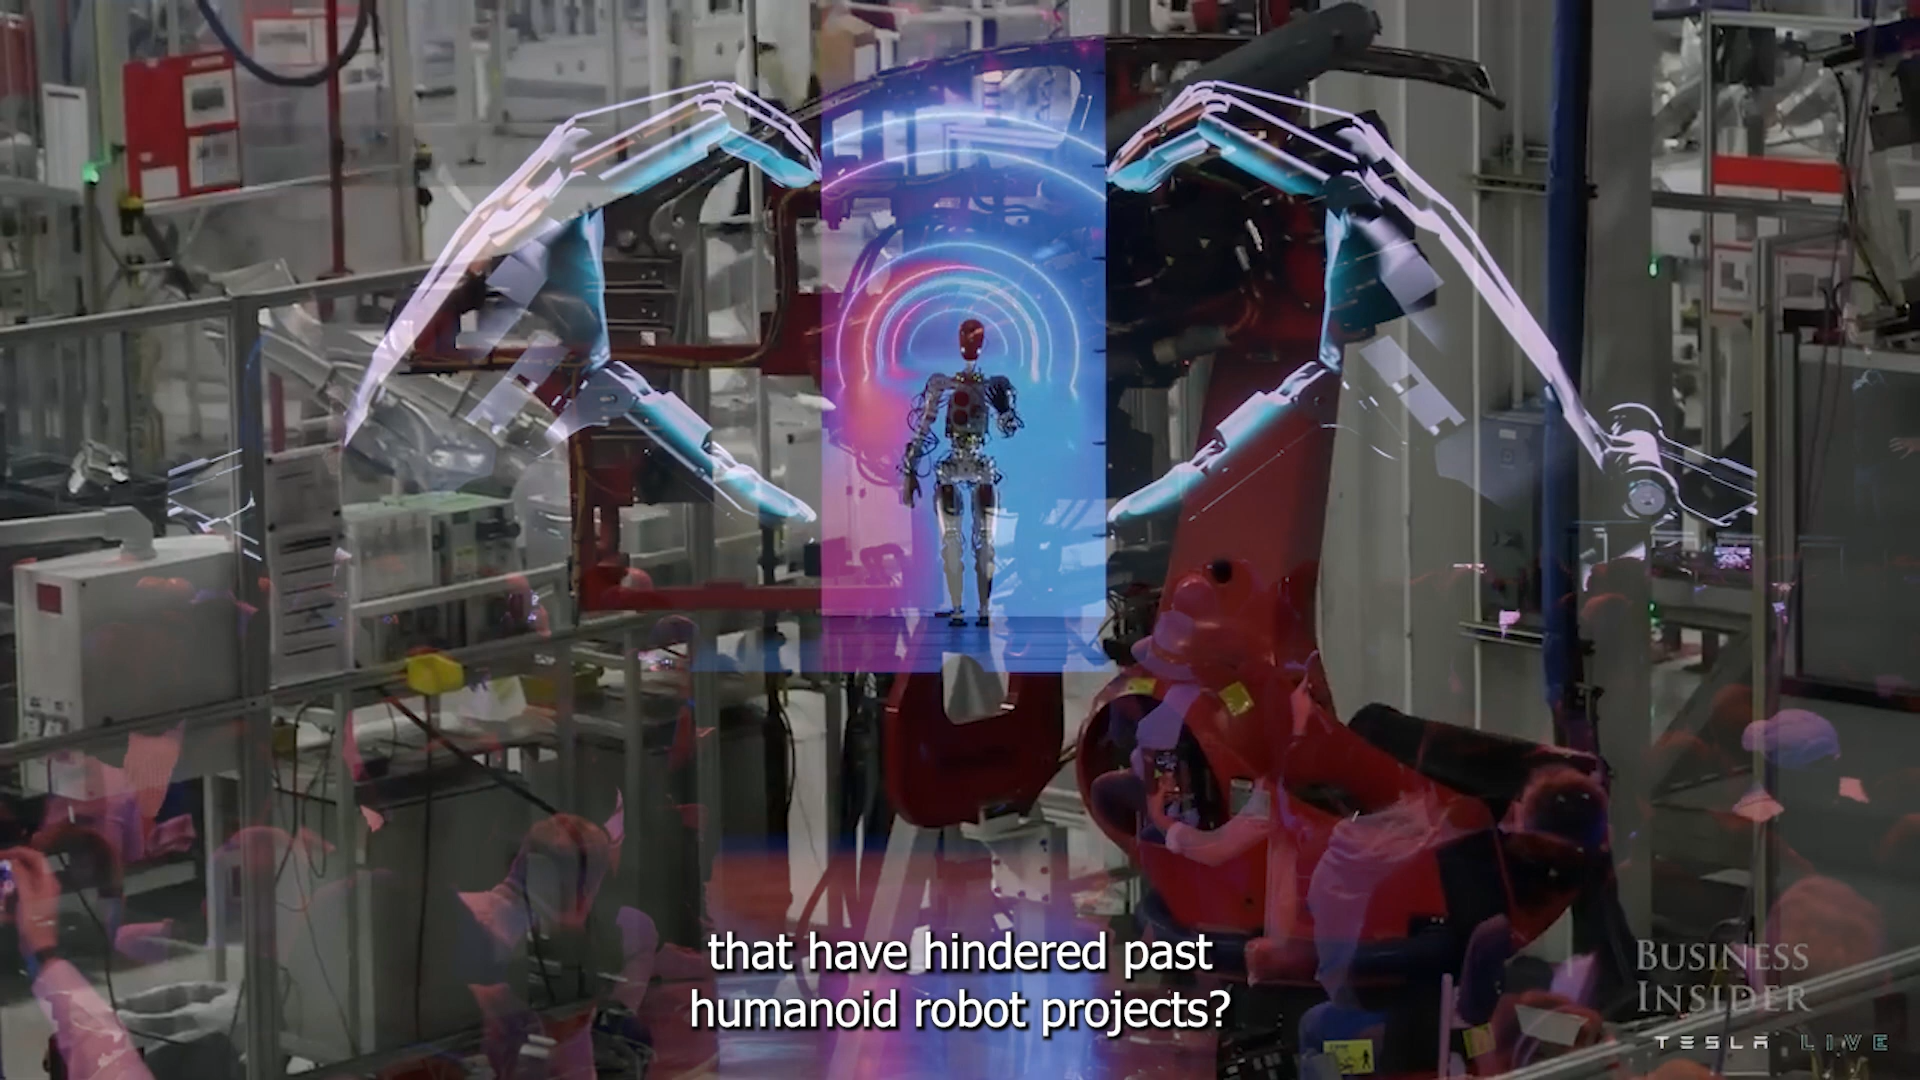 that have hindered past
humanoid robot projects?
BUSINESS
INSIDER
TESLA LIVE